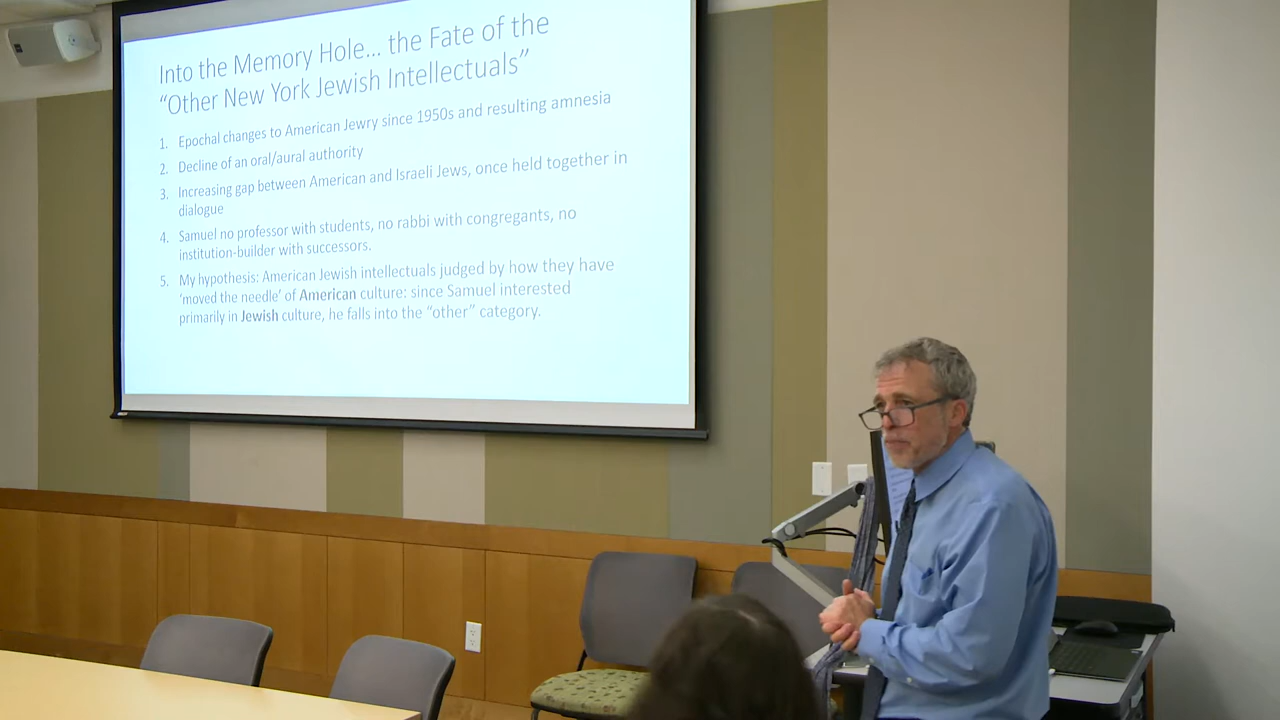 Into the Memory Hole... the Fate of the
"Other New York Jewish Intellectuals"
1. Epochal changes to American Jewry since 1950s and resulting amnesia
2. Decline of an oral/aural authority
3. Increasing gap between American and Israeli Jews, once held together in
dialogue
4. Samuel no professor with students, no rabbi with congregants, no
institution-builder with successors.
5. My hypothesis: American Jewish intellectuals judged by how they have
'moved the needle' of American culture: since Samuel interested
primarily in Jewish culture, he falls into the "other" category.